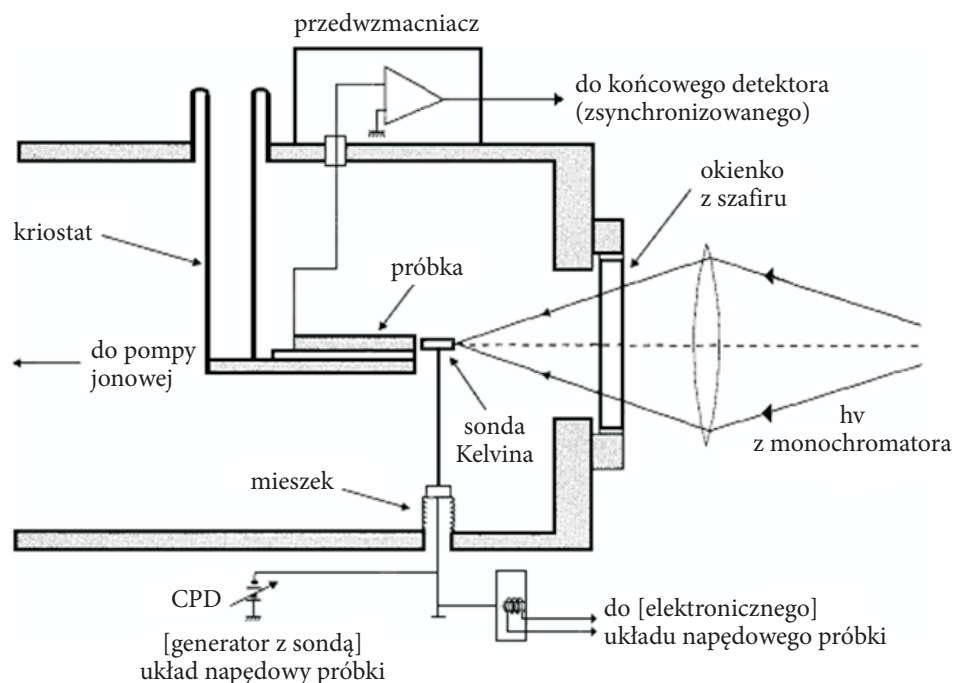 przedwzmacniacz
do końcowego detektora
(zsynchronizowanego)
okienko
z szafiru
kriostat
próbka
do pompy
jonowej
sonda
Kelvina
hv
z monochromatora
mieszek
CPD
[generator z sondą]
układ napędowy próbki
do [elektronicznego]
układu napędowego próbki